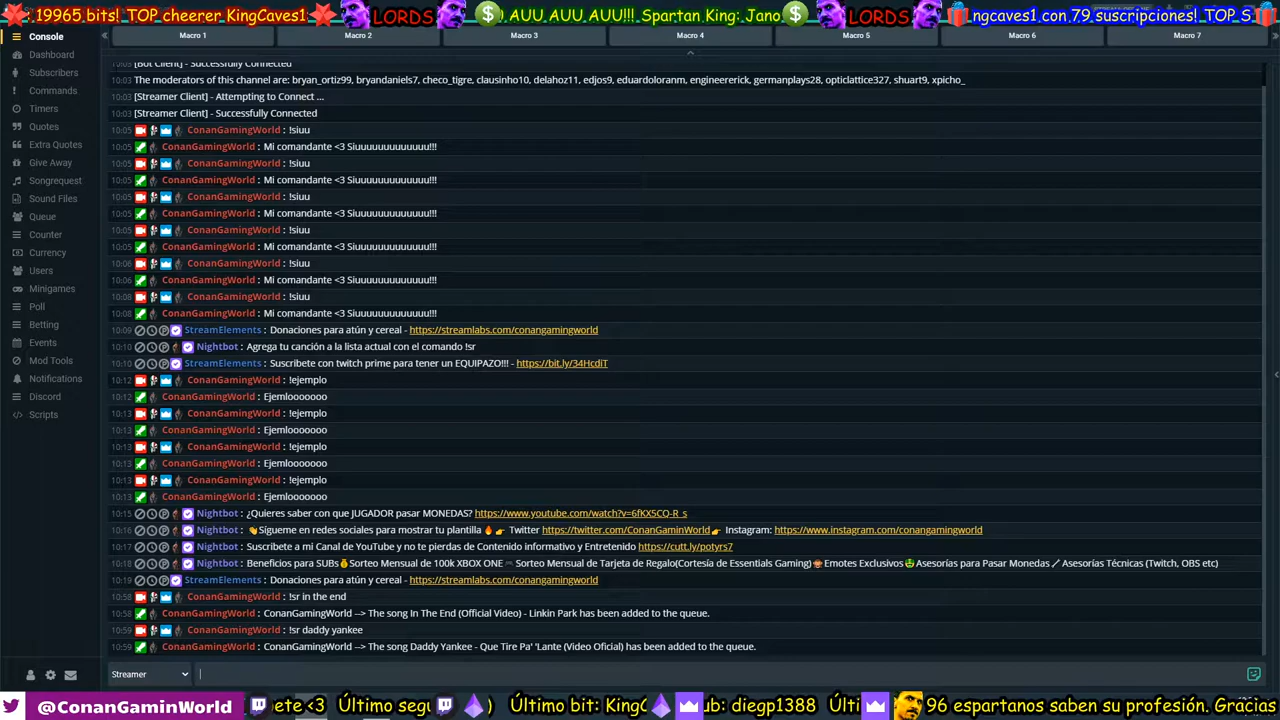 19965 bits! TOP cheerer KingCaves1
LORDS
AUU AUU AUU!!! Spartan King: Jano
LORDS
ngcaves1 con 79 suscripciones! TOP S
Console
Macro 1
Macro 2
Macro 3
Macro 4
Macro 5
Macro 6
Macro 7
Dashboard
Subscribers
Commands
Timers
Quotes
Extra Quotes
Give Away
Songrequest
Sound Files
Queue
Counter
Currency
Users
Minigames
Poll
Betting
Events
Mod Tools
Notifications
Discord
Scripts
[Bot Client] - Successfully Connected
10:03 The moderators of this channel are: bryan_ortiz99, bryandaniels7, checo_tigre, clausinho10, delahoz11, edjos9, eduardoloranm, engineererick, germanplays28, opticlattice327, shuart9, xpicho_
10:03 [Streamer Client] - Attempting to Connect ...
10:03 [Streamer Client] - Successfully Connected
10:05 ConanGamingWorld : !siuu
10:05 ConanGamingWorld : Mi comandante <3 Siuuuuuuuuuuuuu!!!
10:05 ConanGamingWorld : !siuu
10:05 ConanGamingWorld : Mi comandante <3 Siuuuuuuuuuuuuu!!!
10:05 ConanGamingWorld : !siuu
10:05 ConanGamingWorld : Mi comandante <3 Siuuuuuuuuuuuuu!!!
10:05 ConanGamingWorld : !siuu
10:05 ConanGamingWorld : Mi comandante <3 Siuuuuuuuuuuuuu!!!
10:06 ConanGamingWorld : !siuu
10:06 ConanGamingWorld : Mi comandante <3 Siuuuuuuuuuuuuu!!!
10:08 ConanGamingWorld : !siuu
10:08 ConanGamingWorld : Mi comandante <3 Siuuuuuuuuuuuuu!!!
10:09 StreamElements : Donaciones para atún y cereal - https://streamlabs.com/conangamingworld
10:10 Nightbot : Agrega tu canción a la lista actual con el comando !sr
10:10 StreamElements : Suscribete con twitch prime para tener un EQUIPAZO!!! - https://bit.ly/34HcdiT
10:12 ConanGamingWorld : !ejemplo
10:12 ConanGamingWorld : Ejemlooooooo
10:13 ConanGamingWorld : !ejemplo
10:13 ConanGamingWorld : Ejemlooooooo
10:13 ConanGamingWorld : !ejemplo
10:13 ConanGamingWorld : Ejemlooooooo
10:13 ConanGamingWorld : !ejemplo
10:13 ConanGamingWorld : Ejemlooooooo
10:15 Nightbot : ¿Quieres saber con que JUGADOR pasar MONEDAS? https://www.youtube.com/watch?v=6fKX5CQ-R_s
10:16 Nightbot : 👋Sígueme en redes sociales para mostrar tu plantilla 🔥 👉 Twitter https://twitter.com/ConanGaminWorld👉 Instagram: https://www.instagram.com/conangamingworld
10:17 Nightbot : Suscribete a mi Canal de YouTube y no te pierdas de Contenido informativo y Entretenido https://cutt.ly/potyrs7
10:18 Nightbot : Beneficios para SUBs💰Sorteo Mensual de 100k XBOX ONE🎮Sorteo Mensual de Tarjeta de Regalo(Cortesía de Essentials Gaming)Emotes Exclusivos🤑Asesorías para Pasar Monedas Asesorías Técnicas (Twitch, OBS etc)
10:19 StreamElements : Donaciones para atún y cereal - https://streamlabs.com/conangamingworld
10:58 ConanGamingWorld : !sr in the end
10:58 ConanGamingWorld : ConanGamingWorld --> The song In The End (Official Video) - Linkin Park has been added to the queue.
10:59 ConanGamingWorld : !sr daddy yankee
10:59 ConanGamingWorld : ConanGamingWorld --> The song Daddy Yankee - Que Tire Pa' 'Lante (Video Oficial) has been added to the queue.
Streamer
@ConanGaminWorld
ete <3 Último segu
) Último bit: KingC
ub: diegp1388 Últi
96 espartanos saben su profesión. Gracias